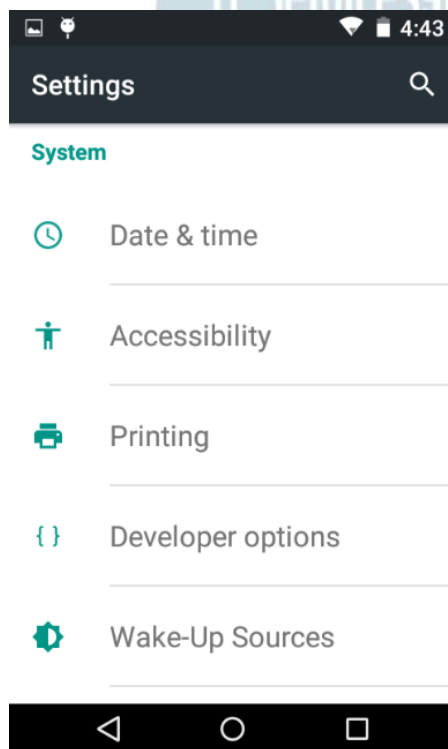 4:43
Settings
System
Date & time
Accessibility
Printing
{ } Developer options
Wake-Up Sources